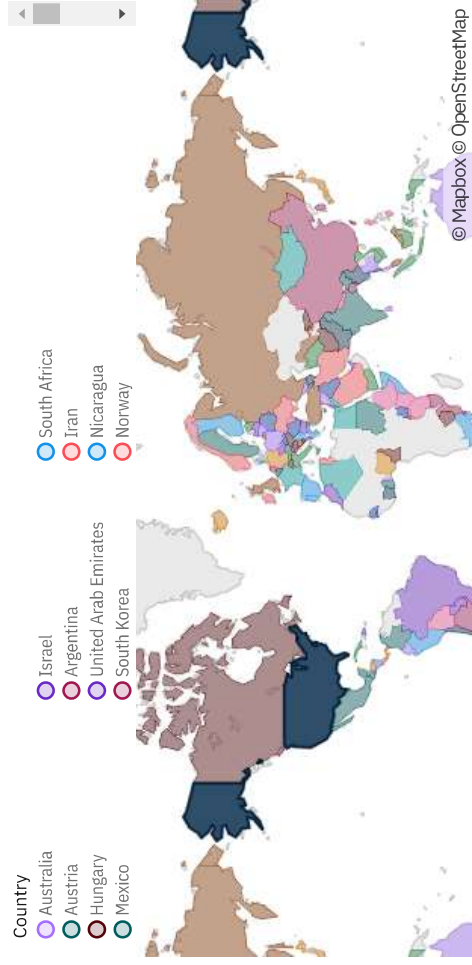 Country
Australia Israel South Africa
Austria Argentina Iran
Hungary United Arab Emirates Nicaragua
Mexico South Korea Norway
© Mapbox © OpenStreetMap